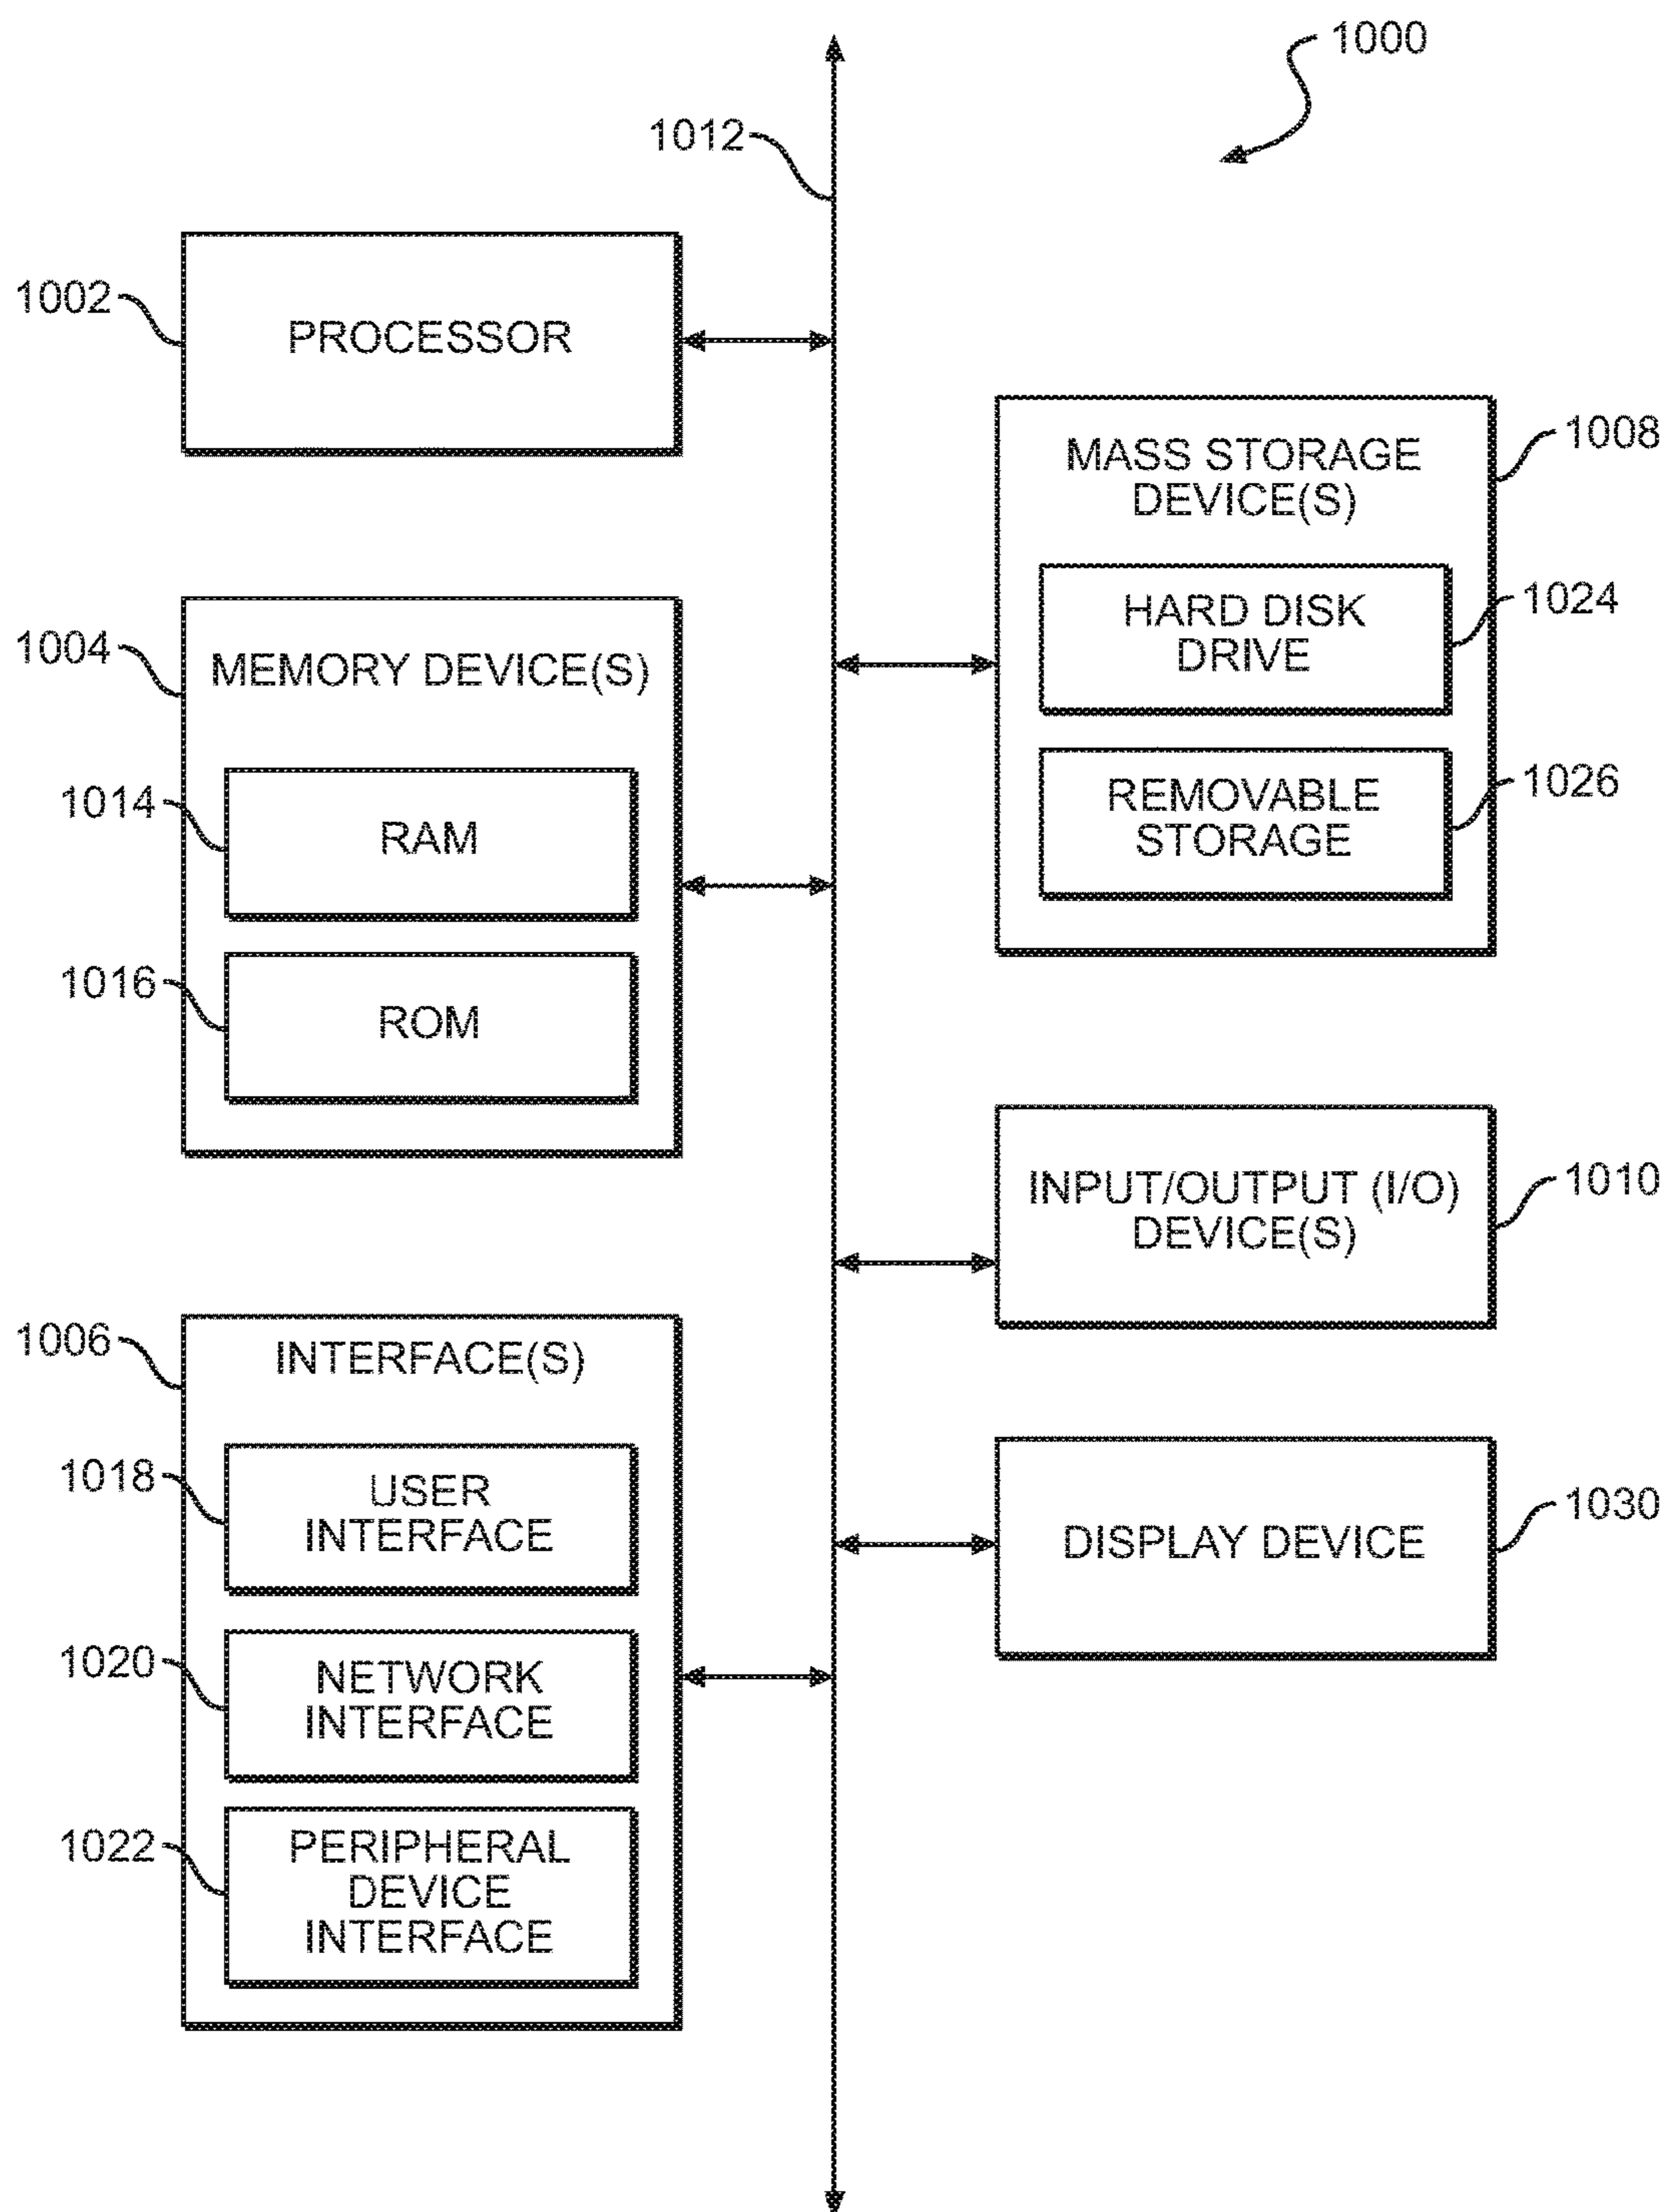 1000
1012
1002
PROCESSOR
1008
MASS STORAGE
DEVICE(S)
1024
HARD DISK
DRIVE
1026
REMOVABLE
STORAGE
1004
MEMORY DEVICE(S)
1014
RAM
1016
ROM
1010
INPUT/OUTPUT (I/O)
DEVICE(S)
1006
INTERFACE(S)
1018
USER
INTERFACE
1020
NETWORK
INTERFACE
1022
PERIPHERAL
DEVICE
INTERFACE
1030
DISPLAY DEVICE